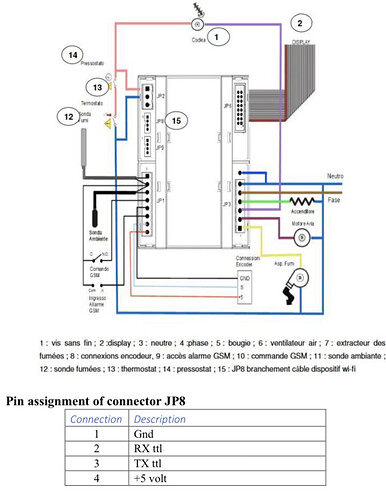 2
DISPLAY
1
Coclea
14
Pressostato
13
Termostato
12
Sonda
Fumi
JP2
15
JP5
JP8
JP1
JP3
Neutro
Fase
Accenditore
Motore Aria
Sonda
Ambiente
S N.C
Comando
GSM
Ingresso
Allarme
GSM
Connessioni
Encoder
GND
S
+5
Asp. Fumi
1 : vis sans fin ; 2 :display ; 3 : neutre ; 4 :phase ; 5 : bougie ; 6 : ventilateur air ; 7 : extracteur des
fumées ; 8 : connexions encodeur, 9 : accès alarme GSM ; 10 : commande GSM ; 11 : sonde ambiante ;
12 : sonde fumées ; 13 : thermostat ; 14 : pressostat ; 15 : JP8 branchement câble dispositif wi-fi
Pin assignment of connector JP8
Connection Description
1 Gnd
2 RX ttl
3 TX ttl
4 +5 volt